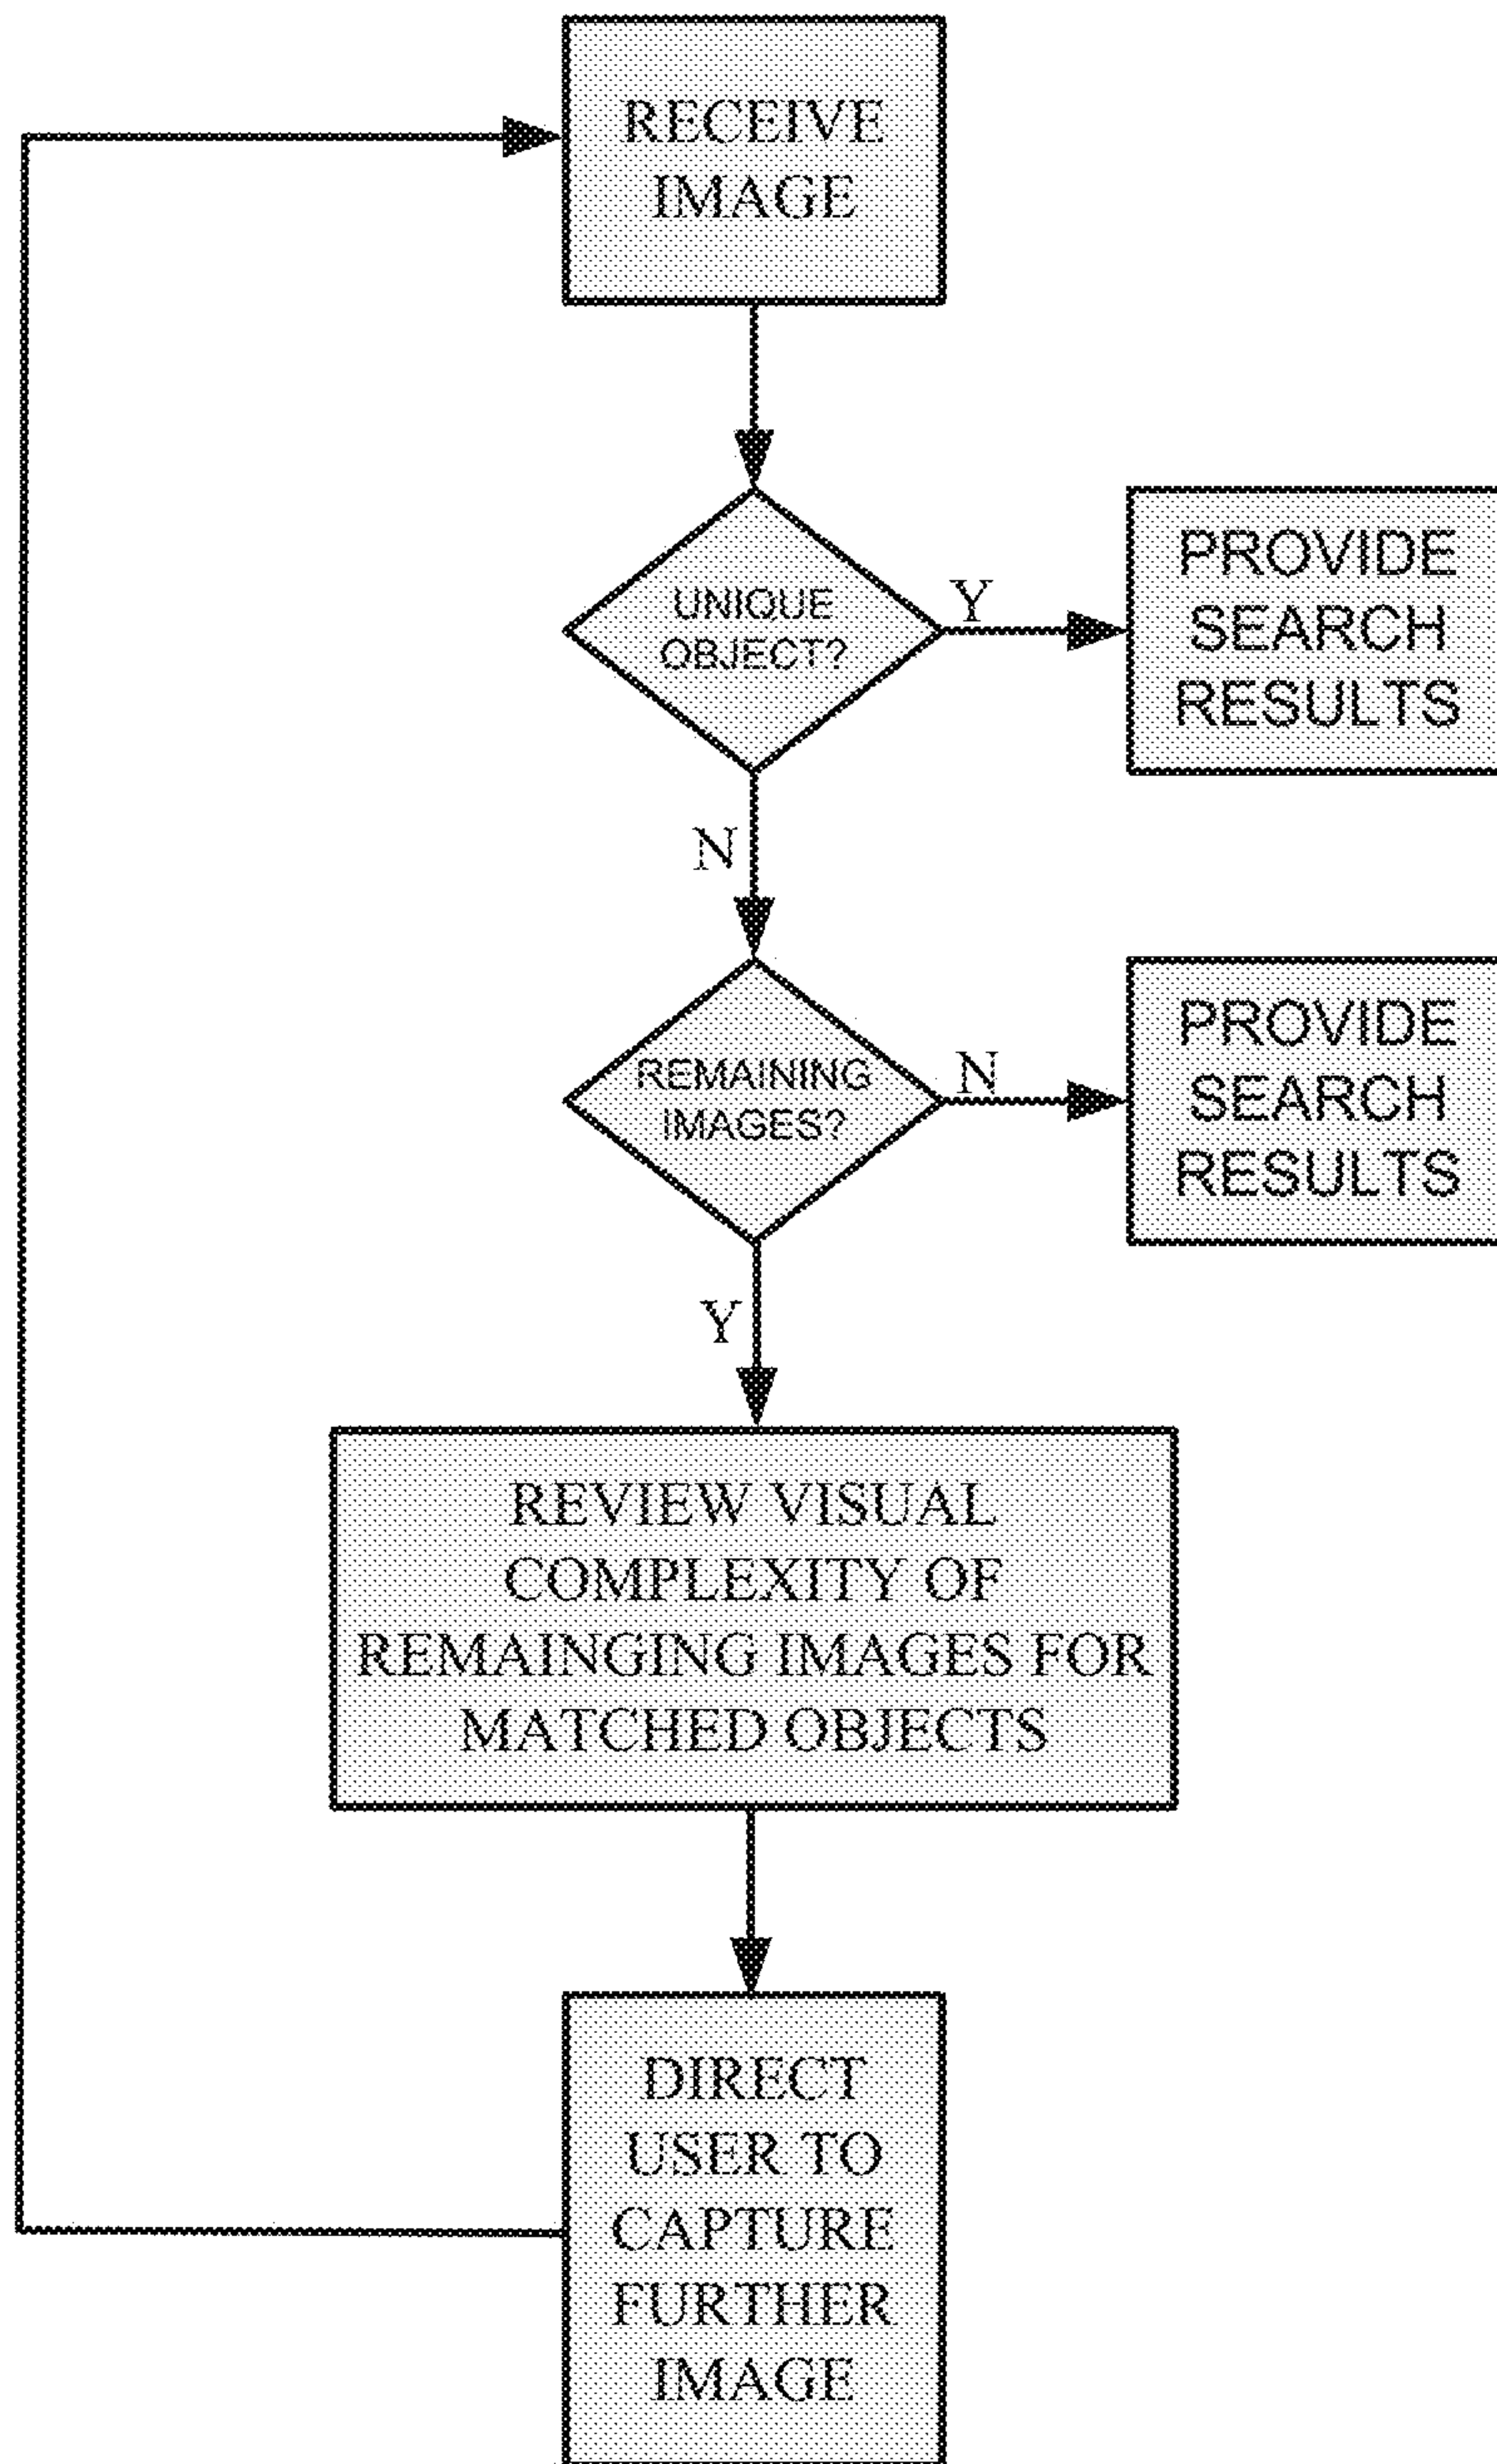 RECEIVE
IMAGE
UNIQUE
OBJECT?
Y
PROVIDE
SEARCH
RESULTS
N
REMAINING
IMAGES?
N
PROVIDE
SEARCH
RESULTS
Y
REVIEW VISUAL
COMPLEXITY OF
REMAINGING IMAGES FOR
MATCHED OBJECTS
DIRECT
USER TO
CAPTURE
FURTHER
IMAGE